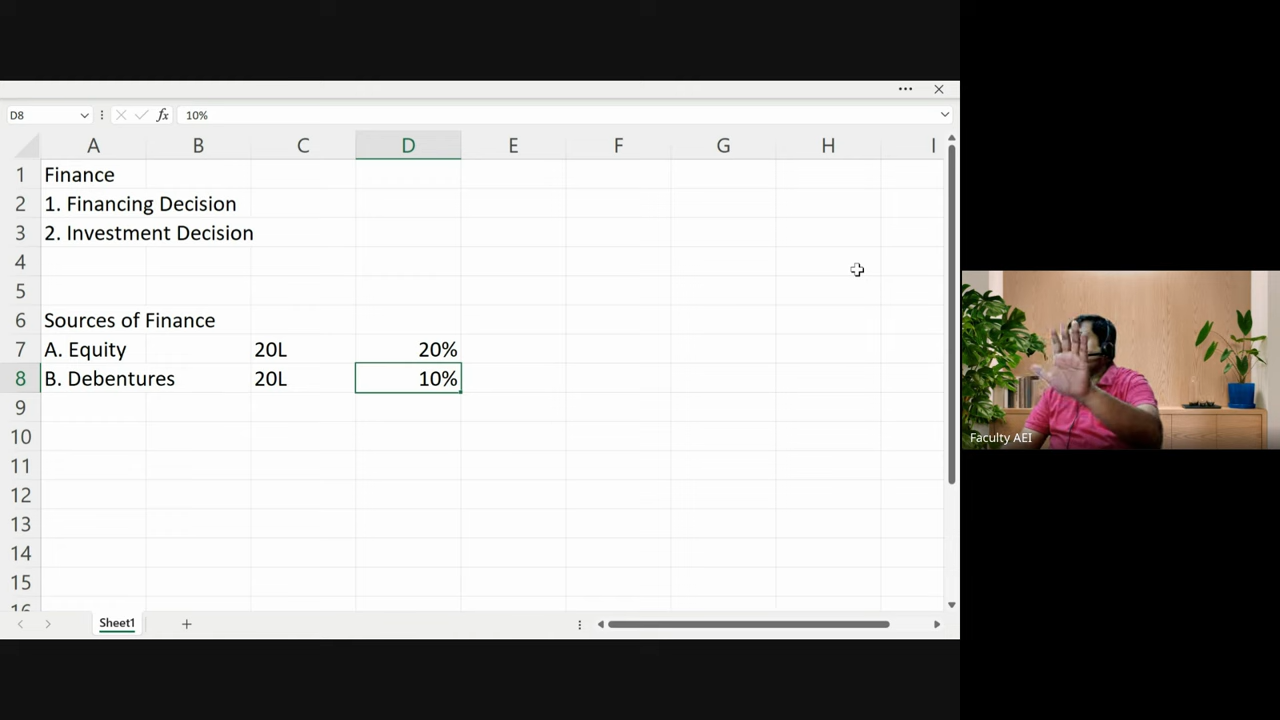 D8 10%
A B C D E F G H I
1 Finance
2 1. Financing Decision
3 2. Investment Decision
4
5
6 Sources of Finance
7 A. Equity 20L 20%
8 B. Debentures 20L 10%
9
10
11
12
13
14
15
16
Sheet1
Faculty AEI